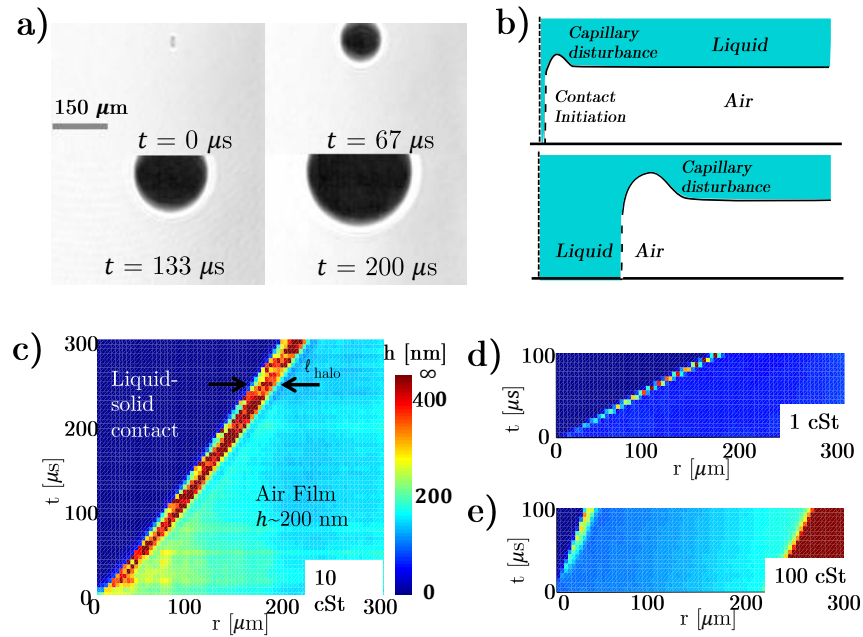 a)
150 μm
t = 0 μs
t = 67 μs
t = 133 μs
t = 200 μs
b)
Capillary
disturbance
Liquid
Contact
Initiation
Air
Capillary
disturbance
Liquid
Air
c)
t [μs]
300
200
100
0
Liquid-
solid
contact
ℓhalo
Air Film
h~200 nm
10
cSt
0
100
200
300
r [μm]
h [nm]
∞
400
200
0
d)
t [μs]
100
0
1 cSt
0
100
200
300
r [μm]
e)
t [μs]
100
0
100 cSt
0
100
200
300
r [μm]